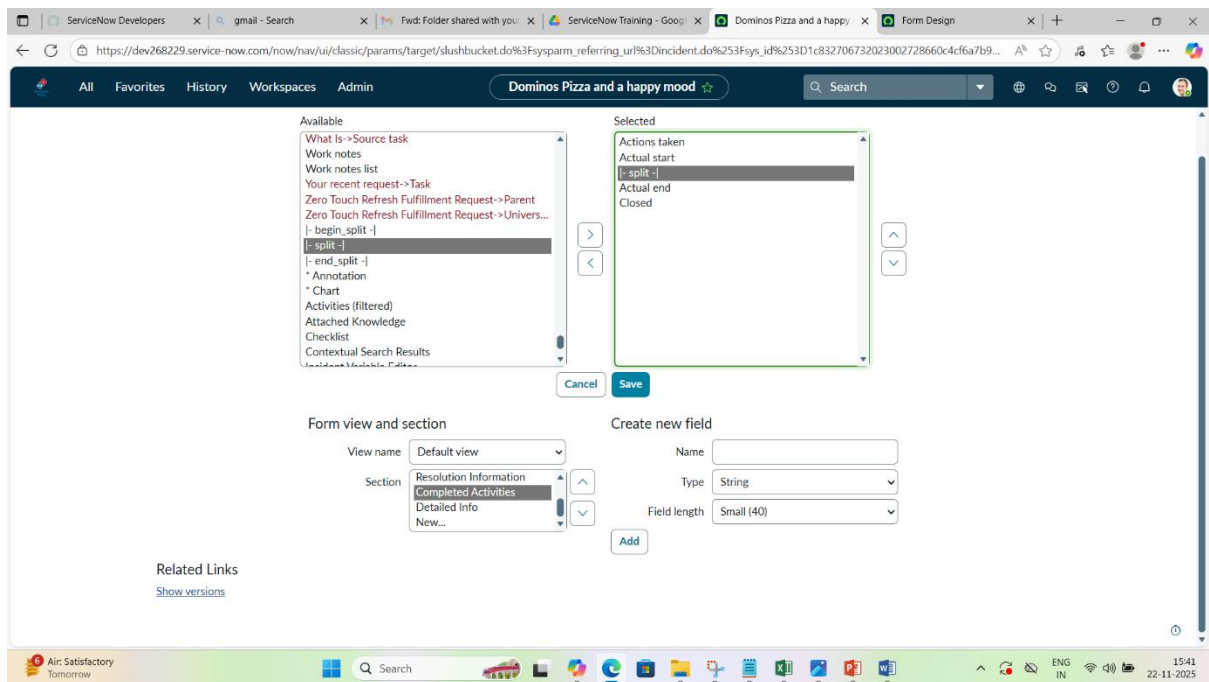 ServiceNow Developers
gmail - Search
Fwd: Folder shared with you
ServiceNow Training - Googl
Dominos Pizza and a happy
Form Design
https://dev268229.service-now.com/now/nav/ui/classic/params/target/slushbucket.do%3Fsysparm_referring_url%3Dincident.do%253Fsys_id%253D1c832706732023002728660c4cf6a7b9...
All Favorites History Workspaces Admin
Dominos Pizza and a happy mood
Search
Available
What Is->Source task
Work notes
Work notes list
Your recent request->Task
Zero Touch Refresh Fulfillment Request->Parent
Zero Touch Refresh Fulfillment Request->Univers...
|- begin_split -|
|- split -|
|- end_split -|
* Annotation
* Chart
Activities (filtered)
Attached Knowledge
Checklist
Contextual Search Results
Incident Variable Editor
Selected
Actions taken
Actual start
|- split -|
Actual end
Closed
Cancel Save
Form view and section
View name Default view
Section
Resolution Information
Completed Activities
Detailed Info
New...
Create new field
Name
Type String
Field length Small (40)
Add
Related Links
Show versions
6
Air: Satisfactory
Tomorrow
Search
ENG
IN
15:41
22-11-2025